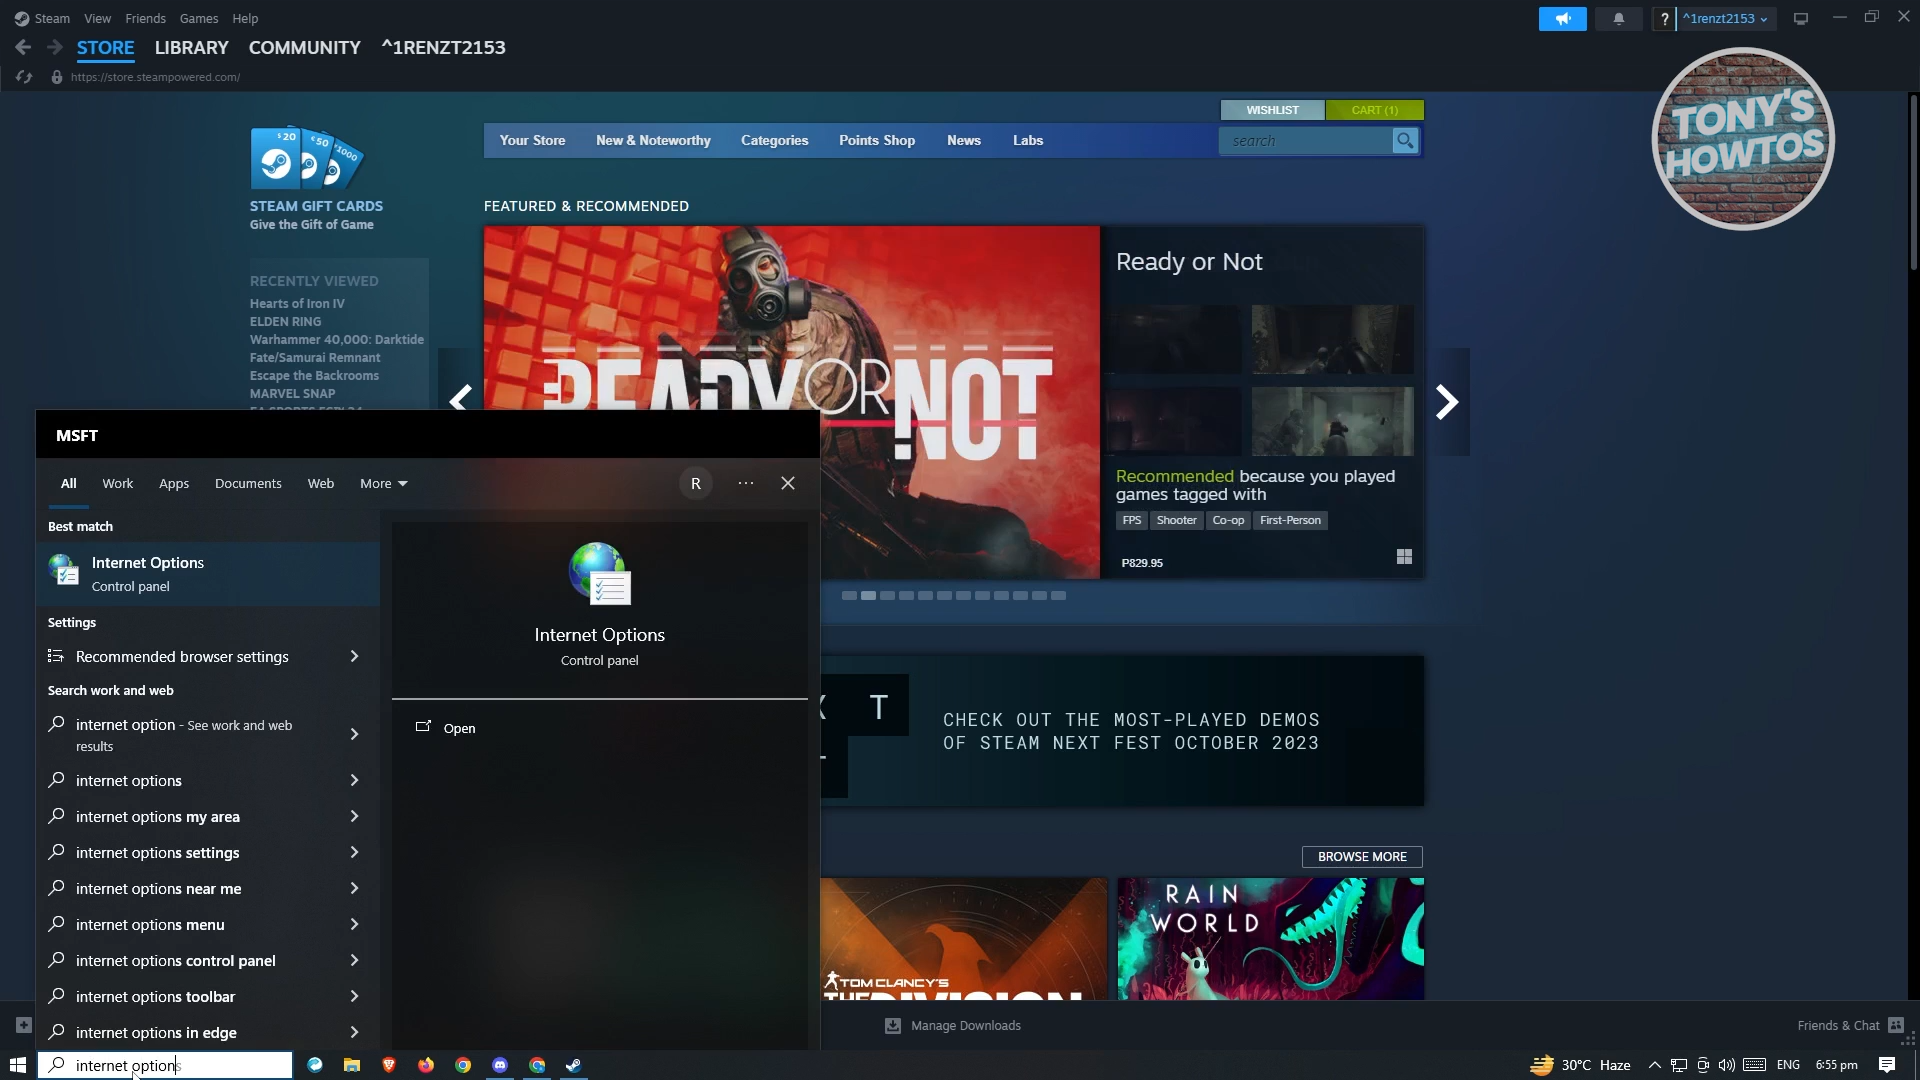 Steam View Friends Games Help
^1renzt2153
STORE LIBRARY COMMUNITY ^1RENZT2153
https://store.steampowered.com/
TONY'S
HOWTOS
WISHLIST CART (1)
$20 €50 ¥1000
Your Store New & Noteworthy Categories Points Shop News Labs search
STEAM GIFT CARDS
Give the Gift of Game
FEATURED & RECOMMENDED
RECENTLY VIEWED
Hearts of Iron IV
ELDEN RING
Warhammer 40,000: Darktide
Fate/Samurai Remnant
Escape the Backrooms
MARVEL SNAP
READY OR NOT
Ready or Not
Recommended because you played
games tagged with
FPS Shooter Co-op First-Person
P829.95
MSFT
All Work Apps Documents Web More R
Best match
Internet Options
Control panel
Settings
Recommended browser settings
Search work and web
internet option - See work and web
results
internet options
internet options my area
internet options settings
internet options near me
internet options menu
internet options control panel
internet options toolbar
internet options in edge
Internet Options
Control panel
Open
X T
CHECK OUT THE MOST-PLAYED DEMOS
OF STEAM NEXT FEST OCTOBER 2023
BROWSE MORE
TOM CLANCY'S
THE DIVISION
RAIN
WORLD
Manage Downloads
Friends & Chat
internet options
30°C Haze ENG 6:55 pm